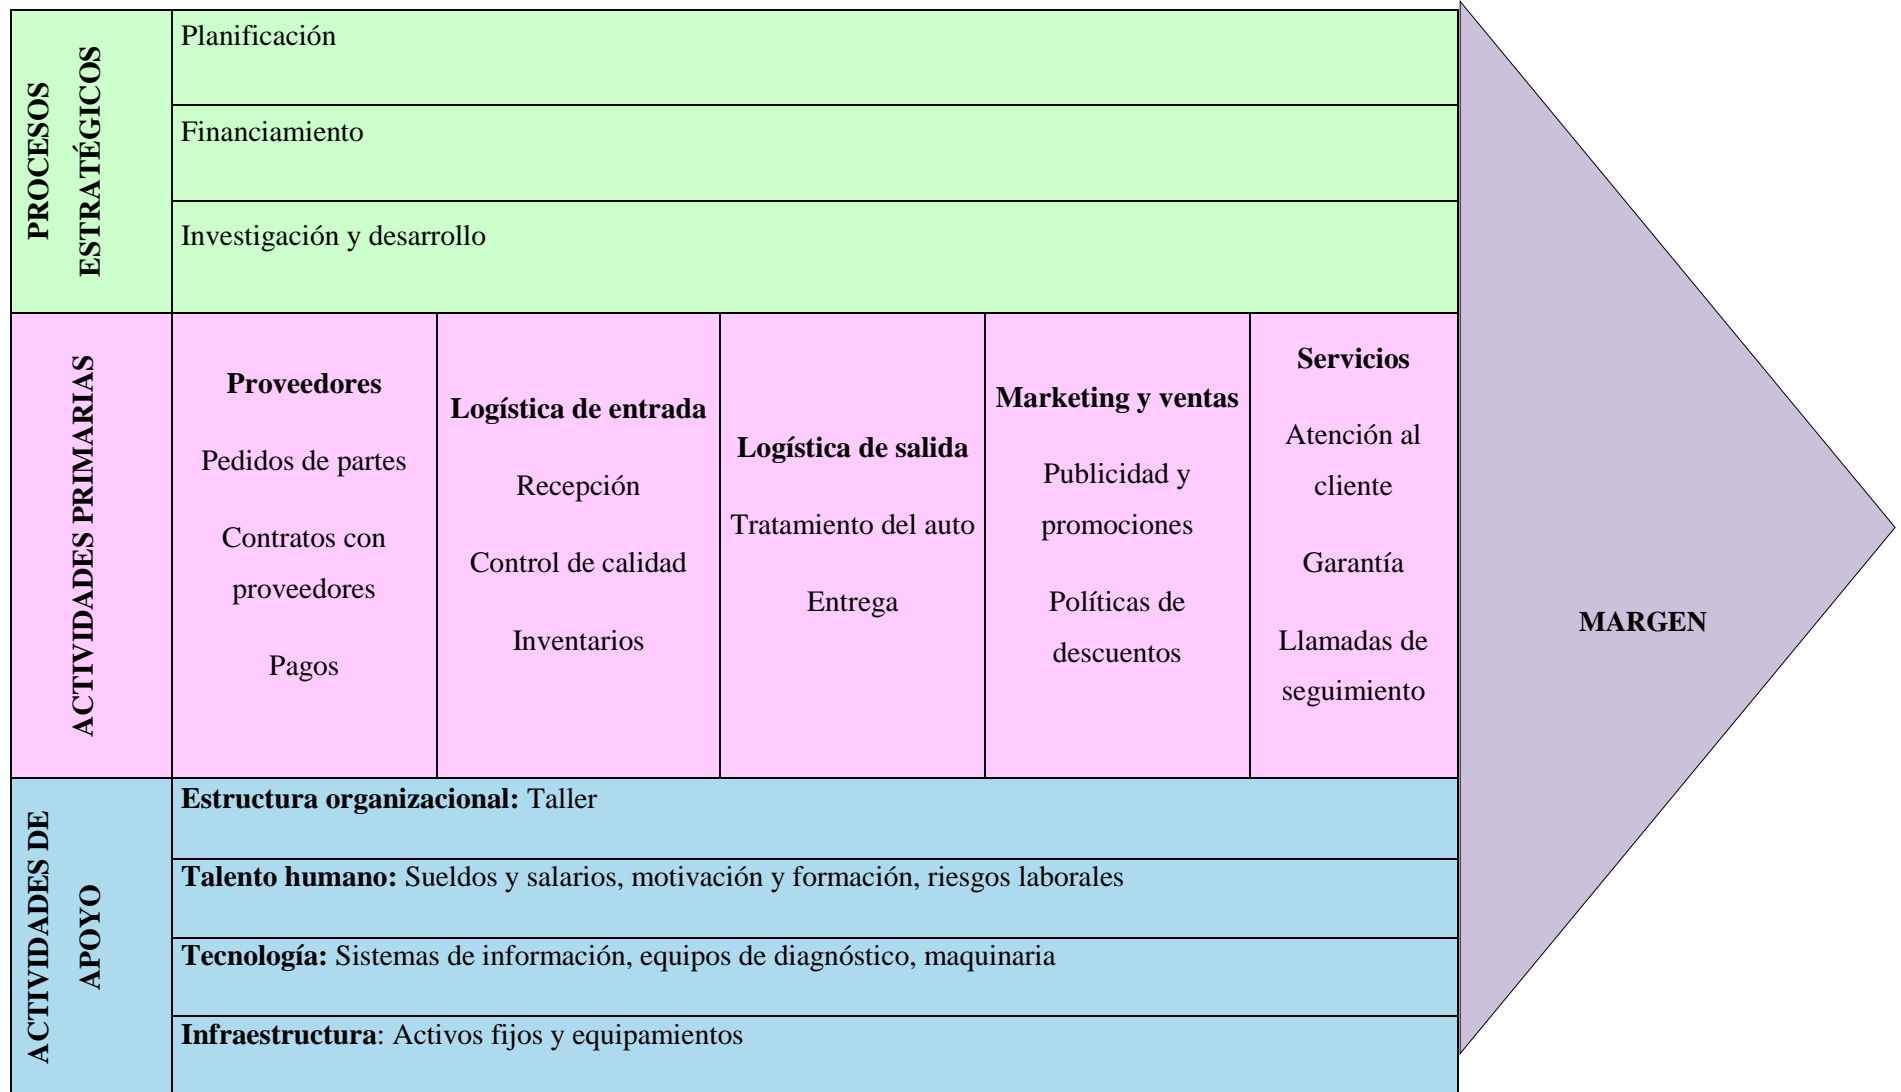 PROCESOS
ESTRATÉGICOS
Planificación
Financiamiento
Investigación y desarrollo
ACTIVIDADES PRIMARIAS
Proveedores
Pedidos de partes
Contratos con
proveedores
Pagos
Logística de entrada
Recepción
Control de calidad
Inventarios
Logística de salida
Tratamiento del auto
Entrega
Marketing y ventas
Publicidad y
promociones
Políticas de
descuentos
Servicios
Atención al
cliente
Garantía
Llamadas de
seguimiento
ACTIVIDADES DE
APOYO
Estructura organizacional: Taller
Talento humano: Sueldos y salarios, motivación y formación, riesgos laborales
Tecnología: Sistemas de información, equipos de diagnóstico, maquinaria
Infraestructura: Activos fijos y equipamientos
MARGEN